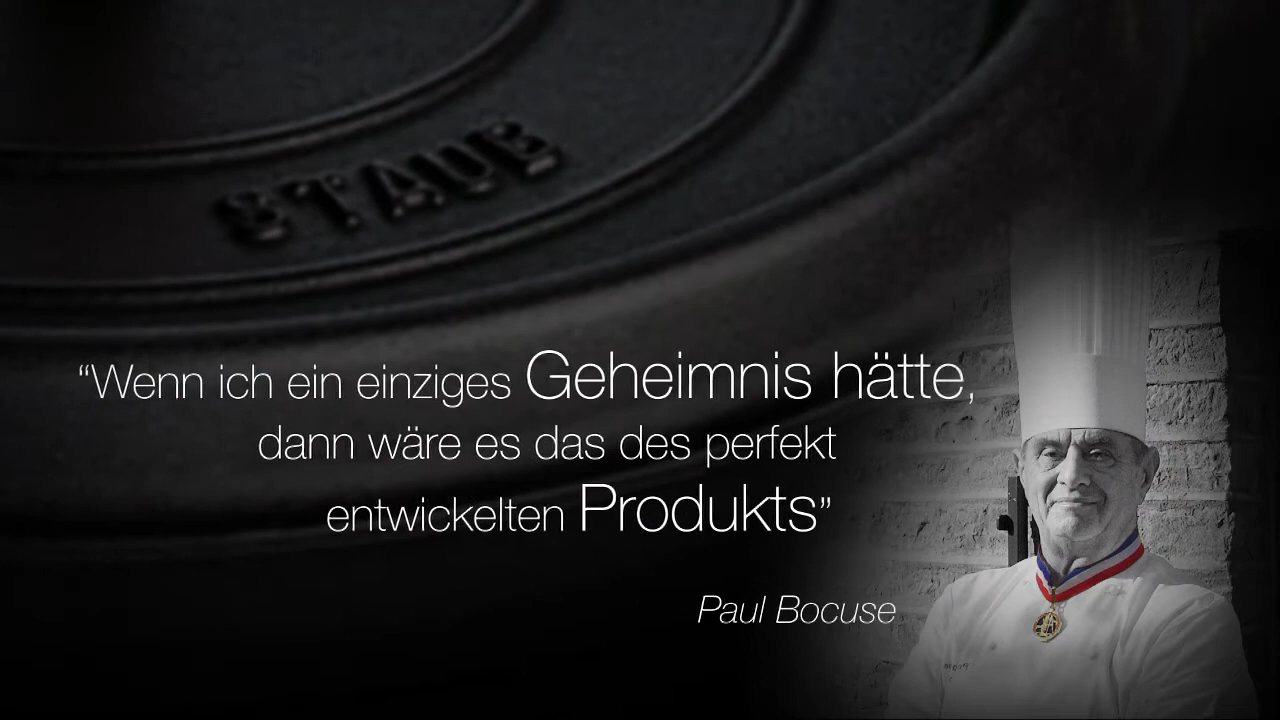 STAUB
“Wenn ich ein einziges Geheimnis hätte,
dann wäre es das des perfekt
entwickelten Produkts”
Paul Bocuse